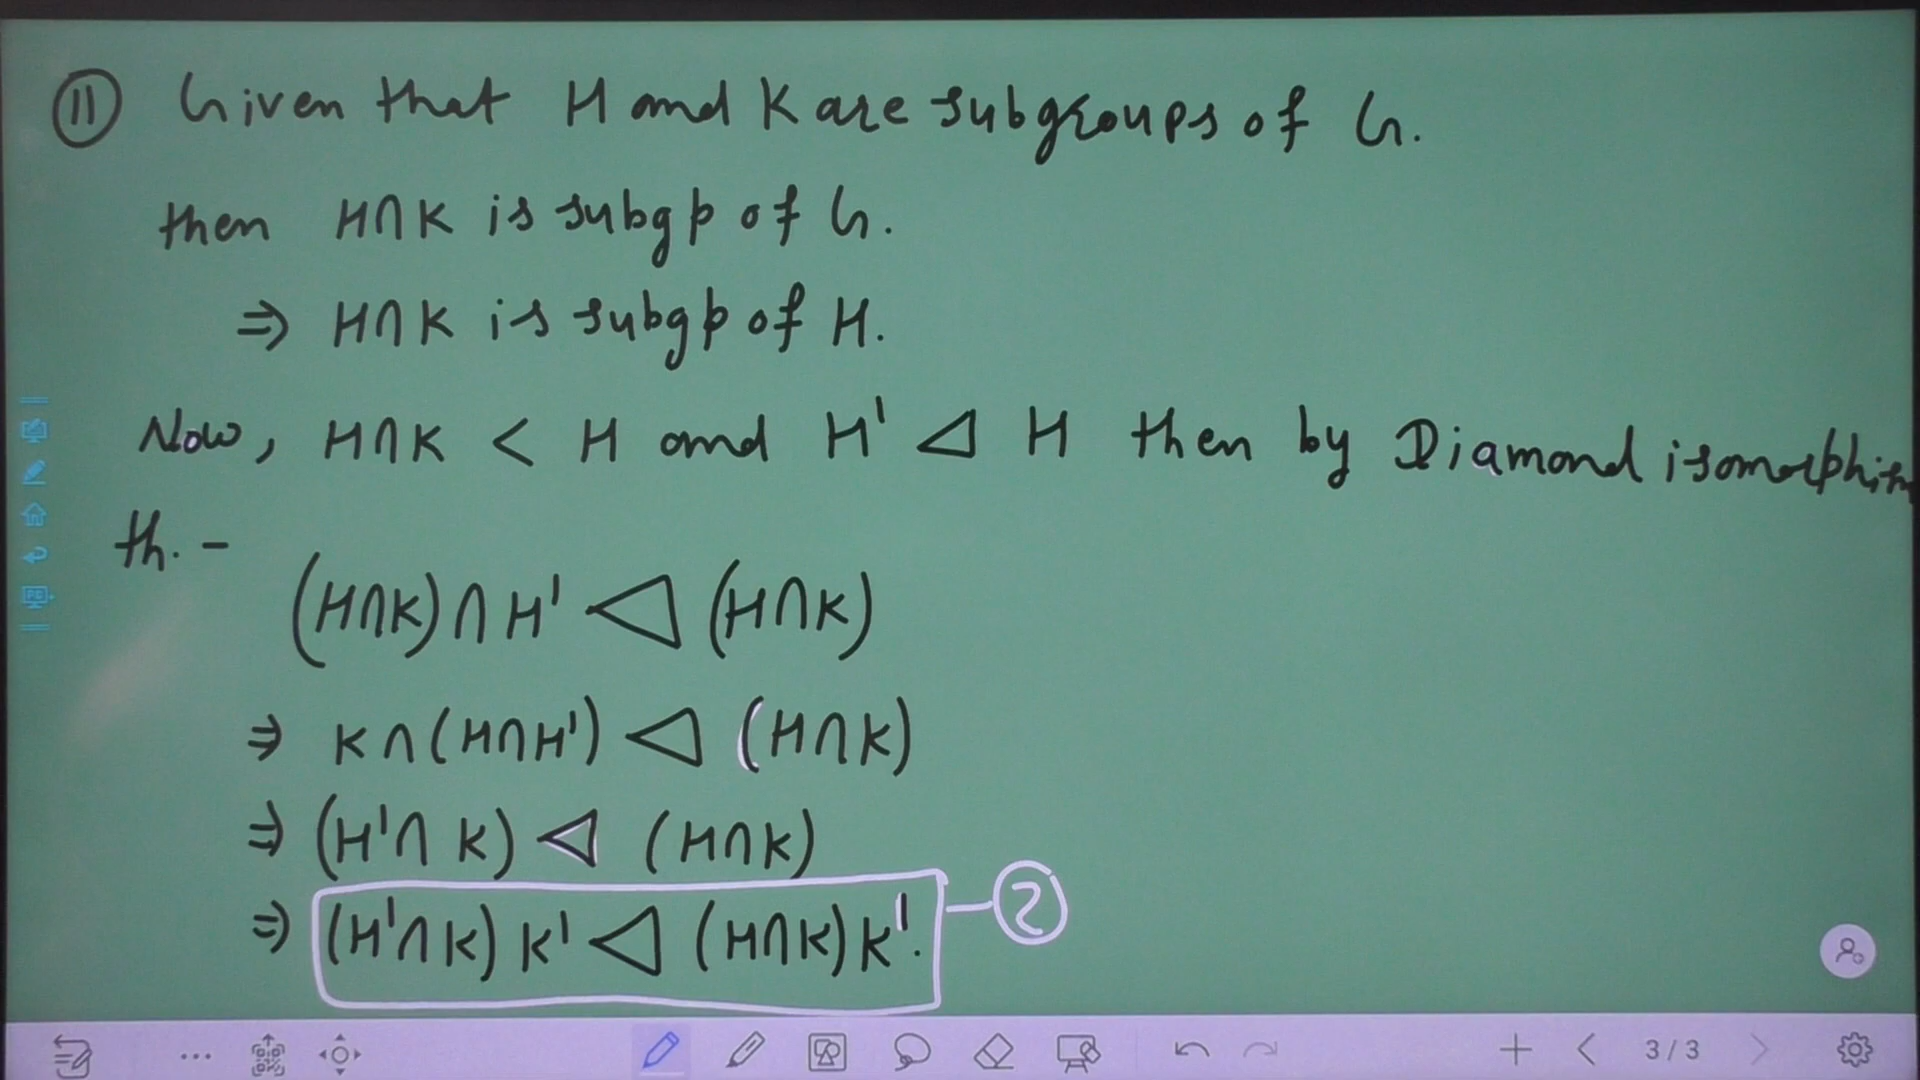 ⑪ Given that H and K are subgroups of G.
then H∩K is subgp of G.
⇒ H∩K is subgp of H.
Now, H∩K < H and H' ⊲ H then by Diamond isomorphism
th. -
(H∩K)∩H' ⊲ (H∩K)
⇒ K∩(H∩H') ⊲ (H∩K)
⇒ (H'∩K) ⊲ (H∩K)
⇒ (H'∩K)K' ⊲ (H∩K)K'. — ②
3/3